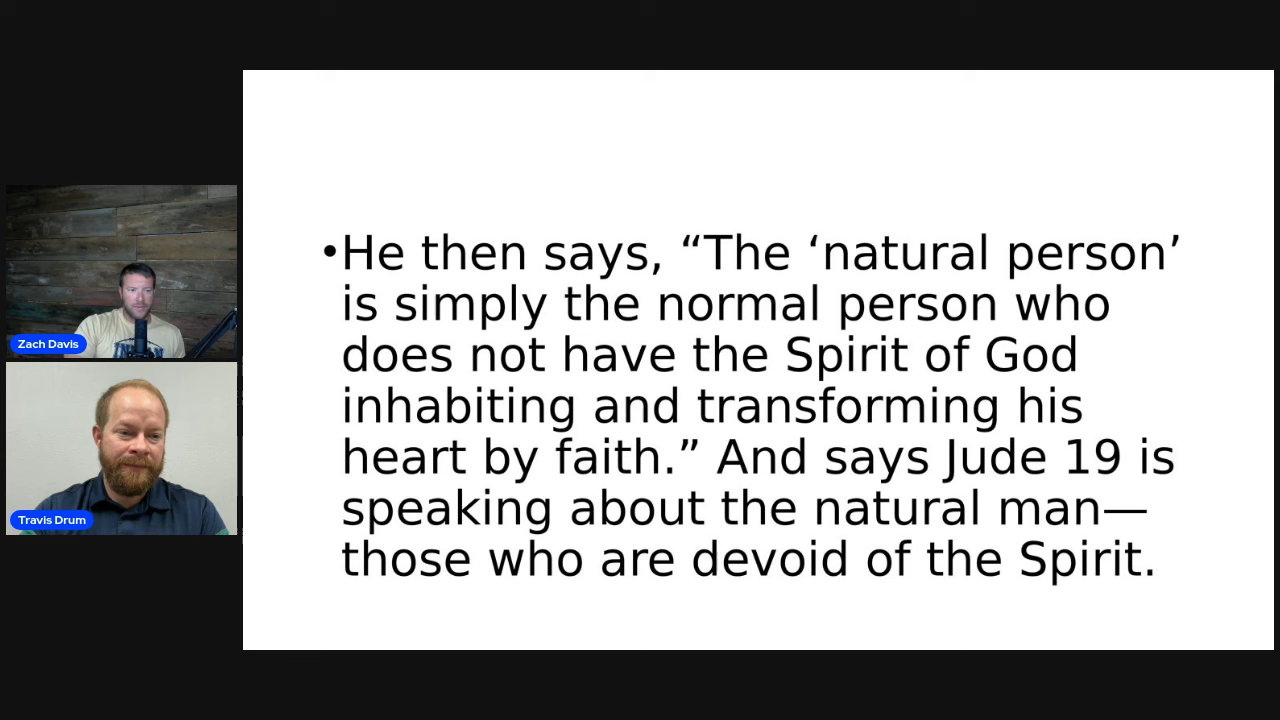 •He then says, “The ‘natural person’
is simply the normal person who
does not have the Spirit of God
inhabiting and transforming his
heart by faith.” And says Jude 19 is
speaking about the natural man—
those who are devoid of the Spirit.
Zach Davis
Travis Drum